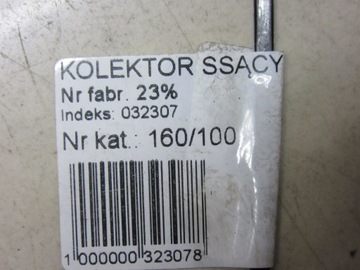 KOLEKTOR SSĄCY
Nr fabr. 23%
Indeks: 032307
Nr kat.: 160/100
1 000000 323078